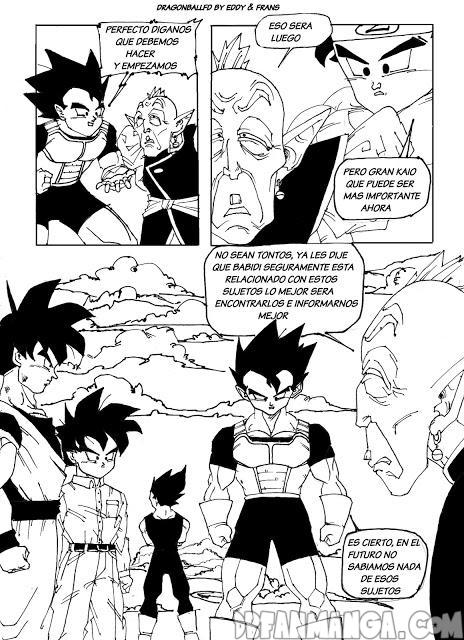 DRAGONBALLFD BY EDDY & FRANS
PERFECTO DIGANOS
QUE DEBEMOS
HACER
Y EMPEZAMOS
ESO SERA
LUEGO
PERO GRAN KAIO
QUE PUEDE SER
MAS IMPORTANTE
AHORA
NO SEAN TONTOS, YA LES DIJE
QUE BABIDI SEGURAMENTE ESTA
RELACIONADO CON ESTOS
SUJETOS LO MEJOR SERA
ENCONTRARLOS E INFORMARNOS
MEJOR
ES CIERTO, EN EL
FUTURO NO
SABIAMOS NADA
DE ESOS
SUJETOS
DBFANMANGA.COM